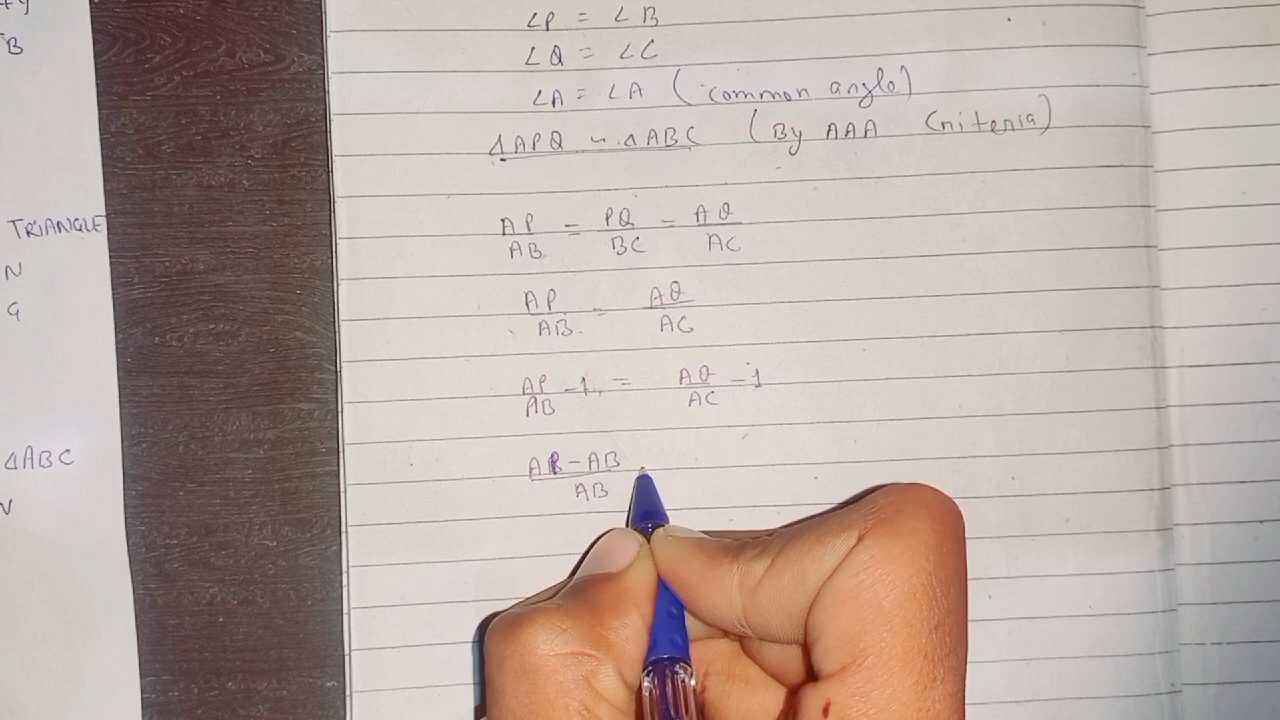 B
TRIANGLE
N
G
ΔABC
∠P = ∠B
∠Q = ∠C
∠A = ∠A (common angle)
ΔAPQ ~ ΔABC (By AAA Criteria)
AP/AB = PQ/BC = AQ/AC
AP/AB = AQ/AC
AP/AB - 1 = AQ/AC - 1
AP - AB/AB